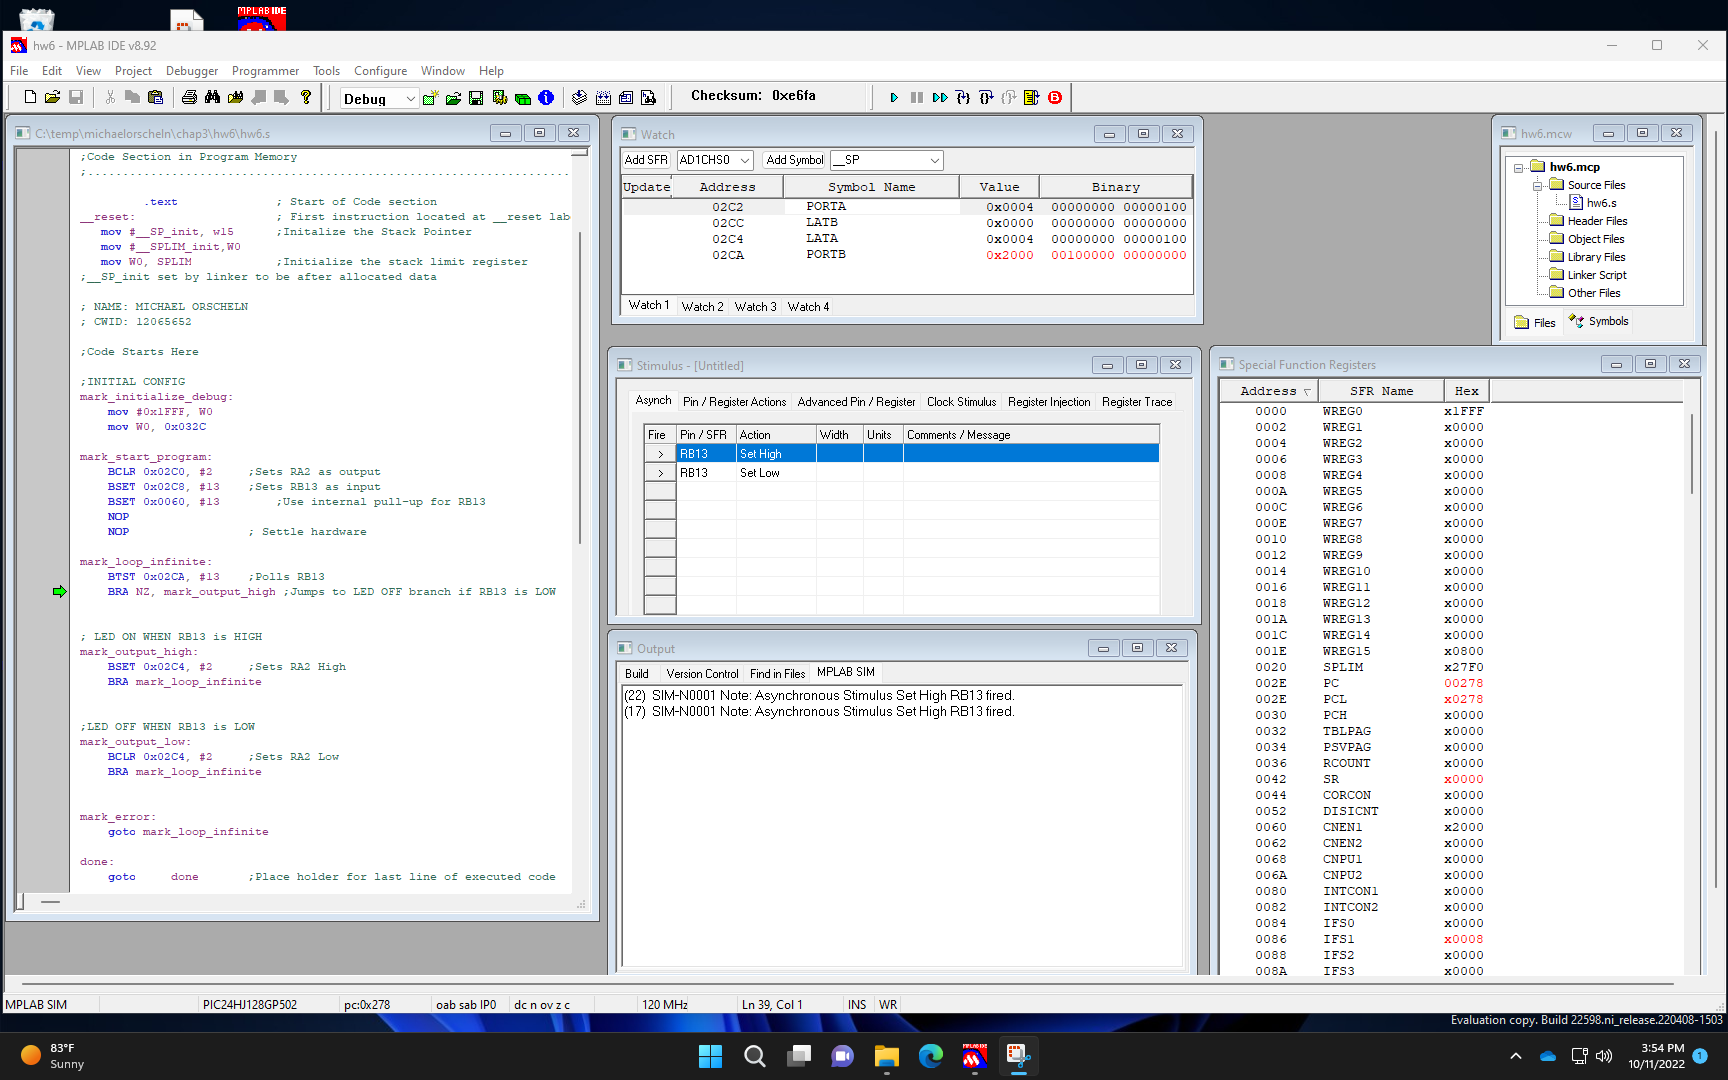 MPLAB IDE
hw6 - MPLAB IDE v8.92
File Edit View Project Debugger Programmer Tools Configure Window Help
Debug
Checksum: 0xe6fa
C:\temp\michaelorscheln\chap3\hw6\hw6.s
;Code Section in Program Memory
;......................................................................
.text ; Start of Code section
__reset: ; First instruction located at __reset lab
mov #__SP_init, w15 ;Initalize the Stack Pointer
mov #__SPLIM_init,W0
mov W0, SPLIM ;Initialize the stack limit register
;__SP_init set by linker to be after allocated data
; NAME: MICHAEL ORSCHELN
; CWID: 12065652
;Code Starts Here
;INITIAL CONFIG
mark_initialize_debug:
mov #0x1FFF, W0
mov W0, 0x032C
mark_start_program:
BCLR 0x02C0, #2 ;Sets RA2 as output
BSET 0x02C8, #13 ;Sets RB13 as input
BSET 0x0060, #13 ;Use internal pull-up for RB13
NOP
NOP ; Settle hardware
mark_loop_infinite:
BTST 0x02CA, #13 ;Polls RB13
BRA NZ, mark_output_high ;Jumps to LED OFF branch if RB13 is LOW
; LED ON WHEN RB13 is HIGH
mark_output_high:
BSET 0x02C4, #2 ;Sets RA2 High
BRA mark_loop_infinite
;LED OFF WHEN RB13 is LOW
mark_output_low:
BCLR 0x02C4, #2 ;Sets RA2 Low
BRA mark_loop_infinite
mark_error:
goto mark_loop_infinite
done:
goto done ;Place holder for last line of executed code
Watch
Add SFR AD1CHS0 Add Symbol __SP
Update Address Symbol Name Value Binary
02C2 PORTA 0x0004 00000000 00000100
02CC LATB 0x0000 00000000 00000000
02C4 LATA 0x0004 00000000 00000100
02CA PORTB 0x2000 00100000 00000000
Watch 1 Watch 2 Watch 3 Watch 4
Stimulus - [Untitled]
Asynch Pin / Register Actions Advanced Pin / Register Clock Stimulus Register Injection Register Trace
Fire Pin / SFR Action Width Units Comments / Message
> RB13 Set High
> RB13 Set Low
Output
Build Version Control Find in Files MPLAB SIM
(22) SIM-N0001 Note: Asynchronous Stimulus Set High RB13 fired.
(17) SIM-N0001 Note: Asynchronous Stimulus Set High RB13 fired.
hw6.mcw
hw6.mcp
Source Files
hw6.s
Header Files
Object Files
Library Files
Linker Script
Other Files
Files Symbols
Special Function Registers
Address SFR Name Hex
0000 WREG0 x1FFF
0002 WREG1 x0000
0004 WREG2 x0000
0006 WREG3 x0000
0008 WREG4 x0000
000A WREG5 x0000
000C WREG6 x0000
000E WREG7 x0000
0010 WREG8 x0000
0012 WREG9 x0000
0014 WREG10 x0000
0016 WREG11 x0000
0018 WREG12 x0000
001A WREG13 x0000
001C WREG14 x0000
001E WREG15 x0800
0020 SPLIM x27F0
002E PC 00278
002E PCL x0278
0030 PCH x0000
0032 TBLPAG x0000
0034 PSVPAG x0000
0036 RCOUNT x0000
0042 SR x0000
0044 CORCON x0000
0052 DISICNT x0000
0060 CNEN1 x2000
0062 CNEN2 x0000
0068 CNPU1 x0000
006A CNPU2 x0000
0080 INTCON1 x0000
0082 INTCON2 x0000
0084 IFS0 x0000
0086 IFS1 x0008
0088 IFS2 x0000
008A IFS3 x0000
MPLAB SIM PIC24HJ128GP502 pc:0x278 oab sab IP0 dc n ov z c 120 MHz Ln 39, Col 1 INS WR
Evaluation copy. Build 22598.ni_release.220408-1503
83°F
Sunny
MPLAB IDE
3:54 PM
10/11/2022
1